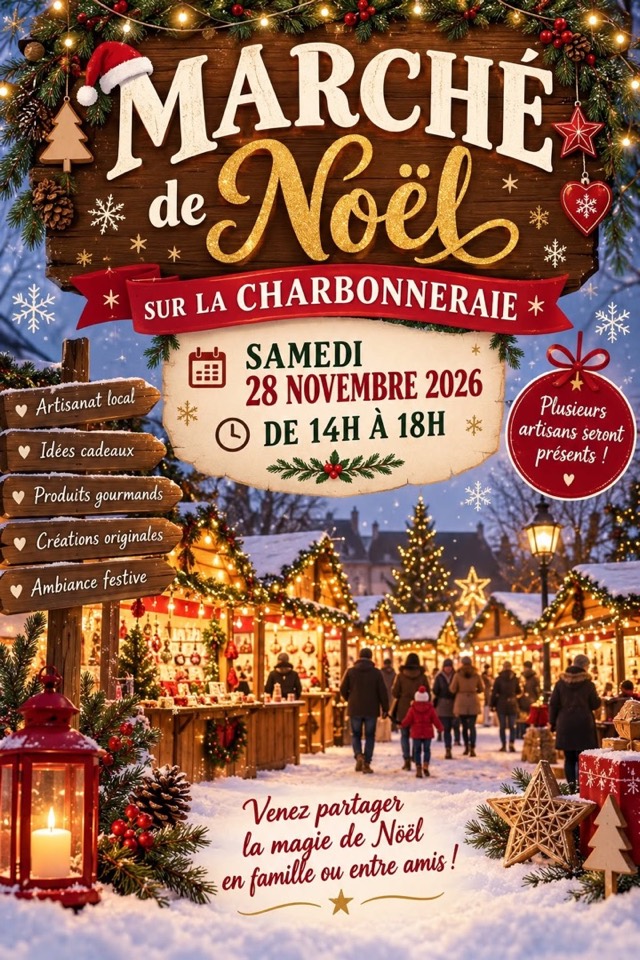 MARCHÉ
de Noël
SUR LA CHARBONNERAIE
SAMEDI
28 NOVEMBRE 2026
DE 14H À 18H
Artisanat local
Idées cadeaux
Produits gourmands
Créations originales
Ambiance festive
Plusieurs
artisans seront
présents !
Venez partager
la magie de Nöël
en famille ou entre amis !